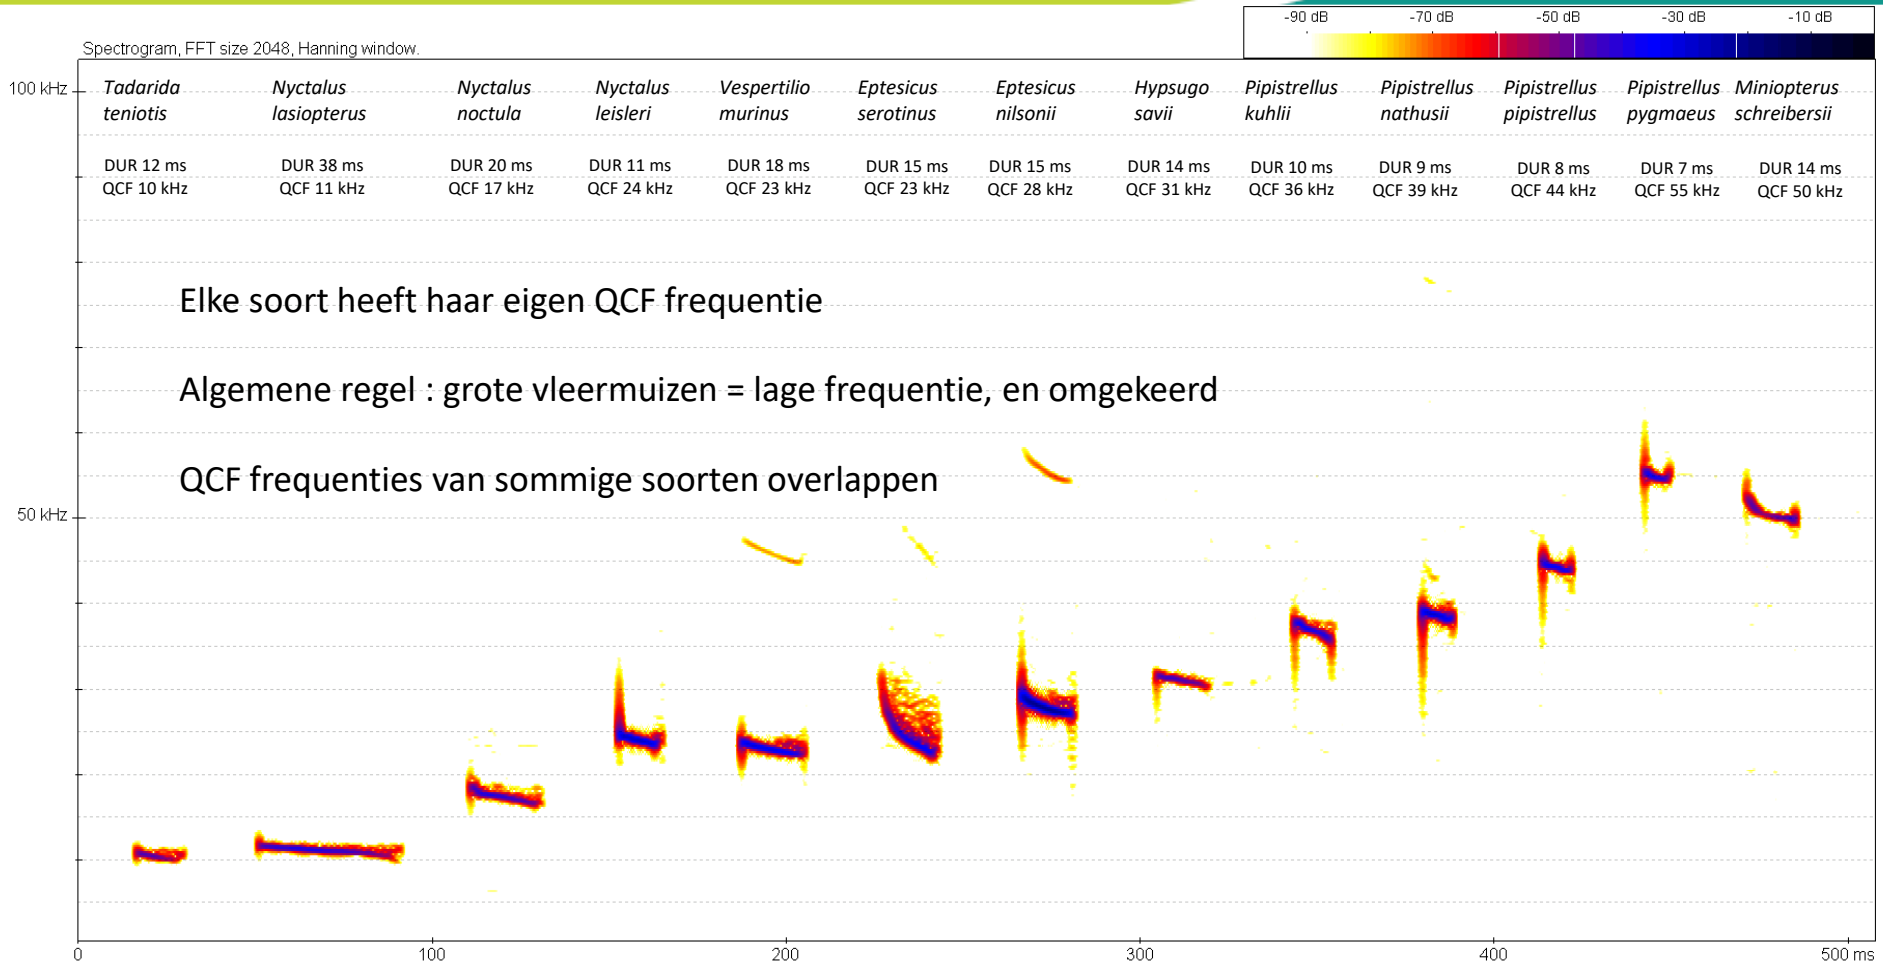 -90 dB -70 dB -50 dB -30 dB -10 dB
Spectrogram, FFT size 2048, Hanning window.
100 kHz
Tadarida Nyctalus Nyctalus Nyctalus Vespertilio Eptesicus Eptesicus Hypsugo Pipistrellus Pipistrellus Pipistrellus Pipistrellus Miniopterus
teniotis lasiopterus noctula leisleri murinus serotinus nilsonii savii kuhlii nathusii pipistrellus pygmaeus schreibersii
DUR 12 ms DUR 38 ms DUR 20 ms DUR 11 ms DUR 18 ms DUR 15 ms DUR 15 ms DUR 14 ms DUR 10 ms DUR 9 ms DUR 8 ms DUR 7 ms DUR 14 ms
QCF 10 kHz QCF 11 kHz QCF 17 kHz QCF 24 kHz QCF 23 kHz QCF 23 kHz QCF 28 kHz QCF 31 kHz QCF 36 kHz QCF 39 kHz QCF 44 kHz QCF 55 kHz QCF 50 kHz
Elke soort heeft haar eigen QCF frequentie
Algemene regel : grote vleermuizen = lage frequentie, en omgekeerd
QCF frequenties van sommige soorten overlappen
50 kHz
0 100 200 300 400 500 ms